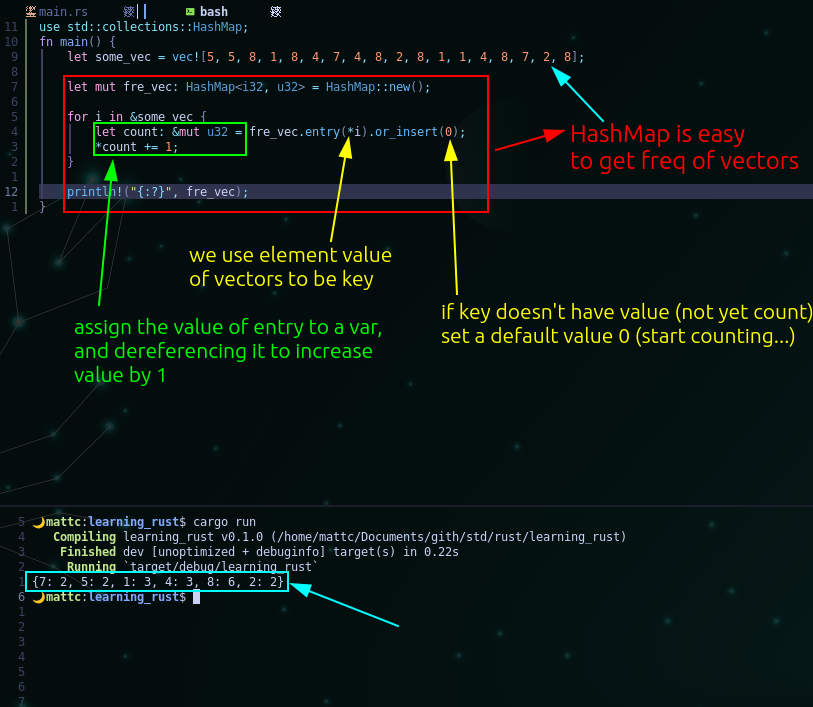 main.rs bash
11 use std::collections::HashMap;
10 fn main() {
9 let some_vec = vec![5, 5, 8, 1, 8, 4, 7, 4, 8, 2, 8, 1, 1, 4, 8, 7, 2, 8];
8
7 let mut fre_vec: HashMap<i32, u32> = HashMap::new();
6
5 for i in &some_vec {
4 let count: &mut u32 = fre_vec.entry(*i).or_insert(0);
3 *count += 1;
2 }
1
12 println!("{:?}", fre_vec);
1 }
HashMap is easy
to get freq of vectors
we use element value
of vectors to be key
if key doesn't have value (not yet count)
set a default value 0 (start counting...)
assign the value of entry to a var,
and dereferencing it to increase
value by 1
5 mattc:learning_rust$ cargo run
4 Compiling learning_rust v0.1.0 (/home/mattc/Documents/gith/std/rust/learning_rust)
3 Finished dev [unoptimized + debuginfo] target(s) in 0.22s
2 Running `target/debug/learning_rust`
1 {7: 2, 5: 2, 1: 3, 4: 3, 8: 6, 2: 2}
6 mattc:learning_rust$
1
2
3
4
5
6
7